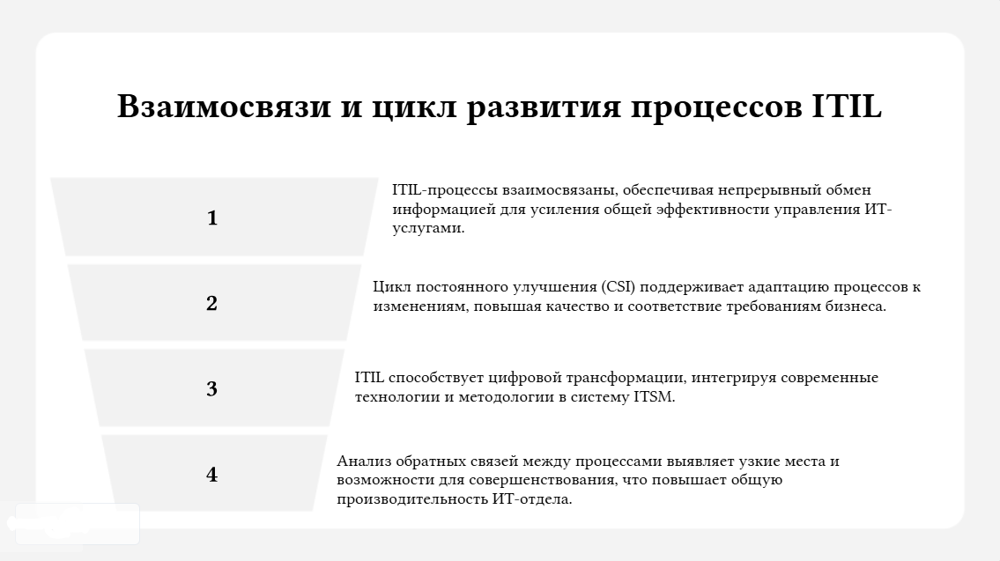 Взаимосвязи и цикл развития процессов ITIL
1
ITIL-процессы взаимосвязаны, обеспечивая непрерывный обмен
информацией для усиления общей эффективности управления ИТ-
услугами.
2
Цикл постоянного улучшения (CSI) поддерживает адаптацию процессов к
изменениям, повышая качество и соответствие требованиям бизнеса.
3
ITIL способствует цифровой трансформации, интегрируя современные
технологии и методологии в систему ITSM.
4
Анализ обратных связей между процессами выявляет узкие места и
возможности для совершенствования, что повышает общую
производительность ИТ-отдела.